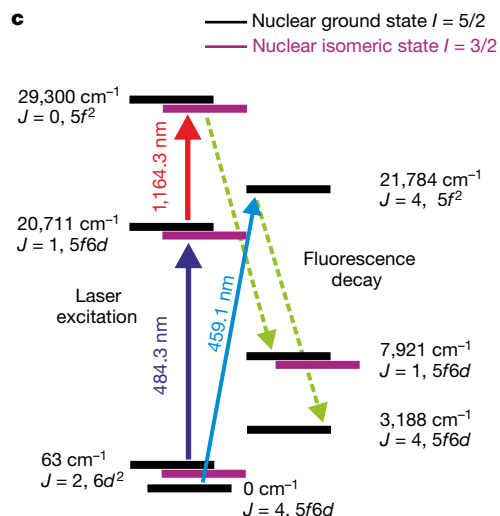 c
Nuclear ground state I = 5/2
Nuclear isomeric state I = 3/2
29,300 cm⁻¹
J = 0, 5f²
1,164.3 nm
21,784 cm⁻¹
J = 4, 5f²
20,711 cm⁻¹
J = 1, 5f6d
Fluorescence
decay
Laser
excitation
484.3 nm
459.1 nm
7,921 cm⁻¹
J = 1, 5f6d
3,188 cm⁻¹
J = 4, 5f6d
63 cm⁻¹
J = 2, 6d²
0 cm⁻¹
J = 4, 5f6d